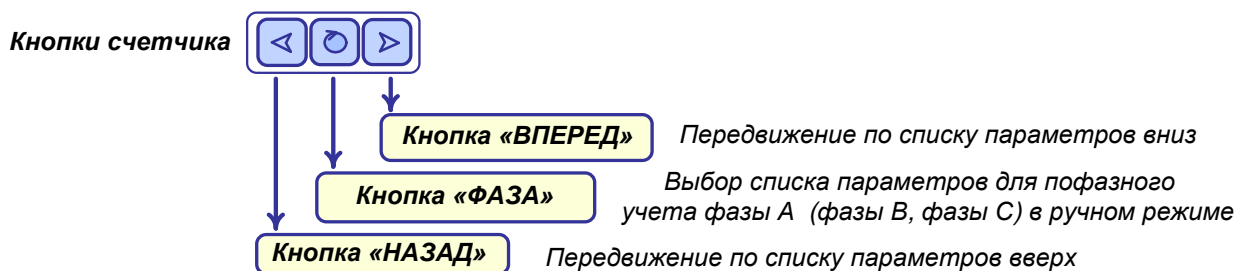 Кнопки счетчика
Кнопка «ВПЕРЕД»
Передвижение по списку параметров вниз
Кнопка «ФАЗА»
Выбор списка параметров для пофазного
учета фазы А (фазы В, фазы С) в ручном режиме
Кнопка «НАЗАД»
Передвижение по списку параметров вверх